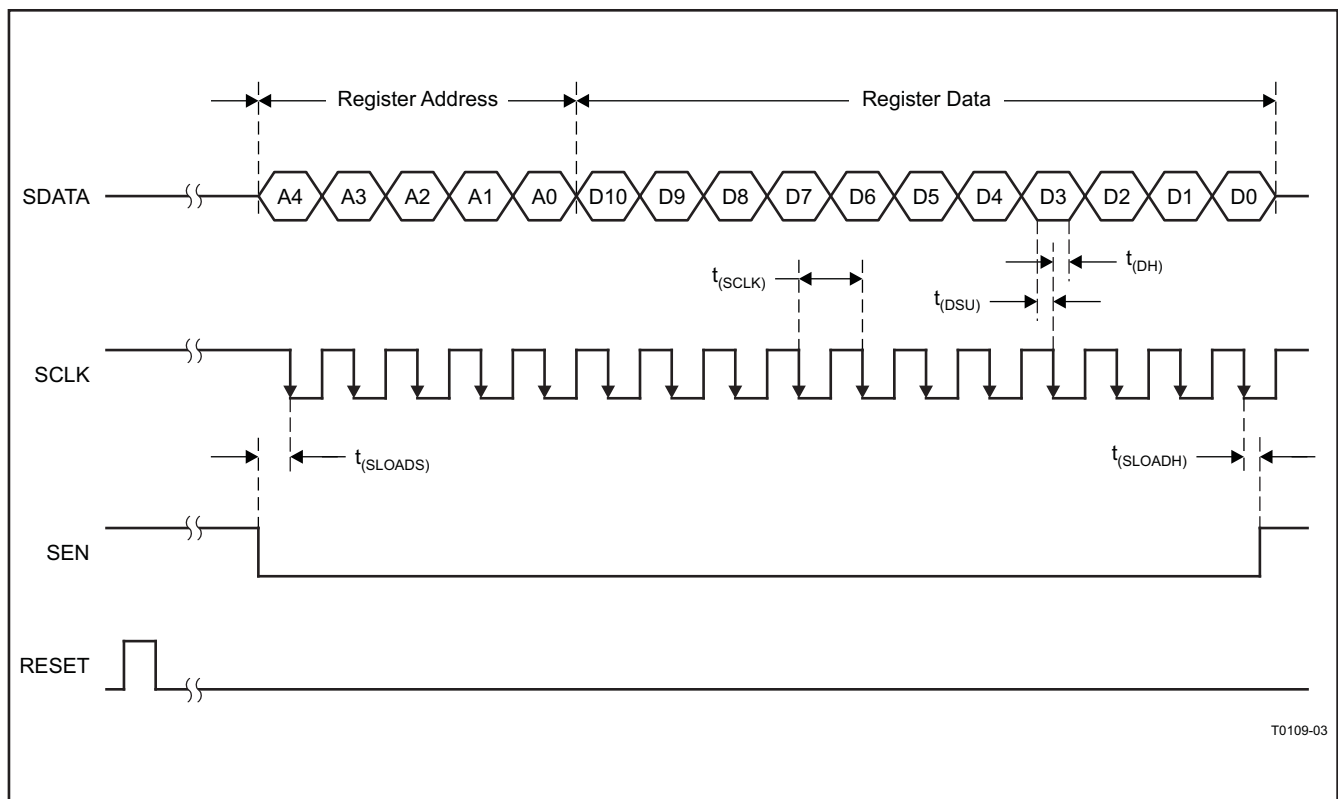 Register Address
Register Data
SDATA
A4 A3 A2 A1 A0 D10 D9 D8 D7 D6 D5 D4 D3 D2 D1 D0
t(DH)
t(SCLK)
t(DSU)
SCLK
t(SLOADS)
t(SLOADH)
SEN
RESET
T0109-03